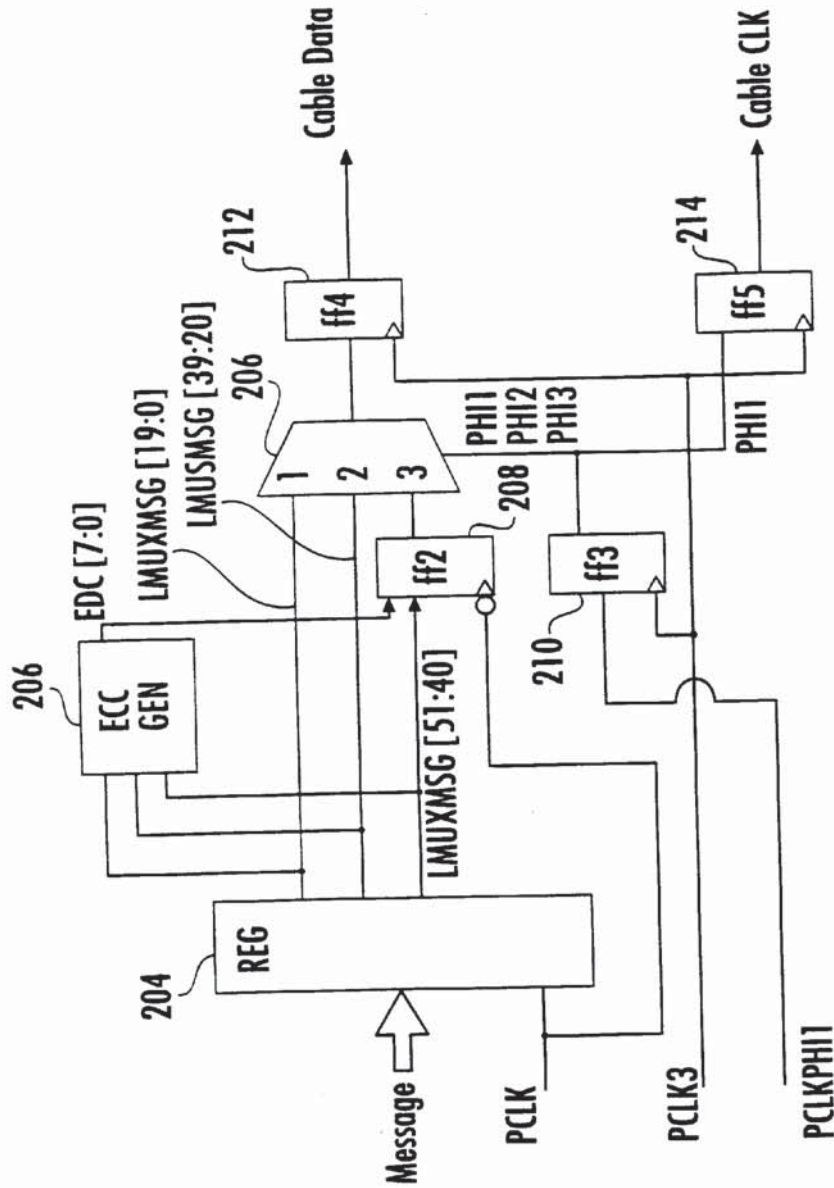 206
ECC
GEN
EDC [7:0]
LMUXMSG [19:0]
LMUSMSG [39:20]
204
REG
Message
206
1
2
3
212
ff4
Cable Data
LMUXMSG [51:40]
ff2
208
PHI1
PHI2
PHI3
210
ff3
PHI1
214
ff5
Cable CLK
PCLK
PCLK3
PCLKPHI1